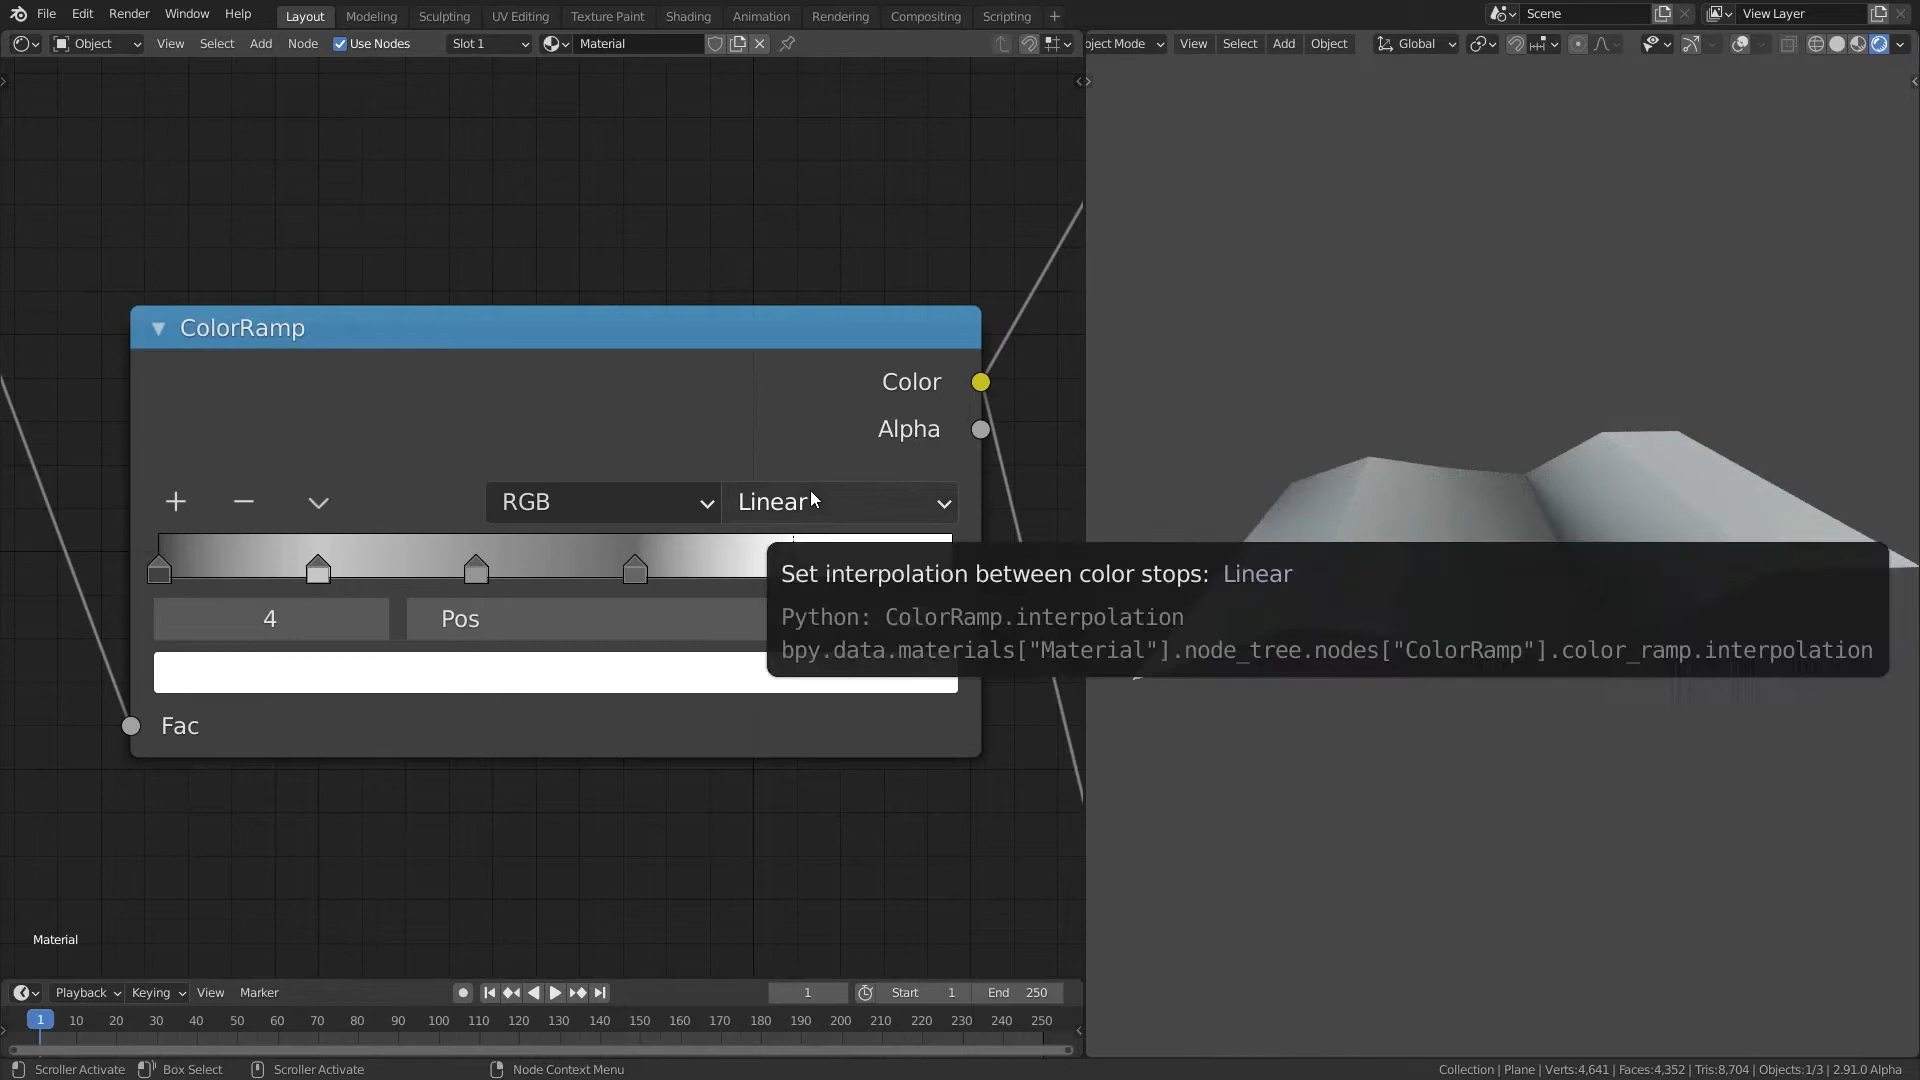 File Edit Render Window Help Layout Modeling Sculpting UV Editing Texture Paint Shading Animation Rendering Compositing Scripting + Scene View Layer
Object View Select Add Node Use Nodes Slot 1 Material
ject Mode View Select Add Object Global
ColorRamp
Color
Alpha
RGB Linear
Set interpolation between color stops: Linear
4 Pos
Python: ColorRamp.interpolation
bpy.data.materials["Material"].node_tree.nodes["ColorRamp"].color_ramp.interpolation
Fac
Material
Playback Keying View Marker 1 Start 1 End 250
1 10 20 30 40 50 60 70 80 90 100 110 120 130 140 150 160 170 180 190 200 210 220 230 240 250
Scroller Activate Box Select Scroller Activate Node Context Menu
Collection | Plane | Verts:4,641 | Faces:4,352 | Tris:8,704 | Objects:1/3 | 2.91.0 Alpha